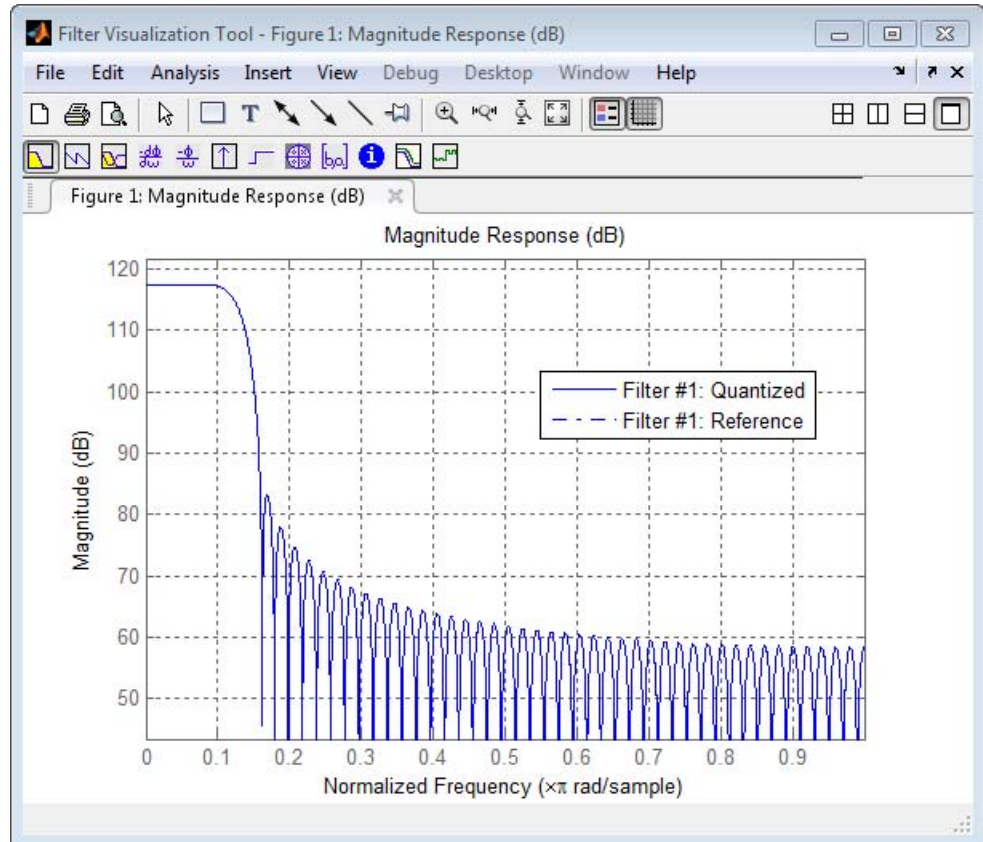 Filter Visualization Tool - Figure 1: Magnitude Response (dB)
File Edit Analysis Insert View Debug Desktop Window Help
Figure 1: Magnitude Response (dB)
Magnitude Response (dB)
120
110
100
90
80
70
60
50
Magnitude (dB)
Filter #1: Quantized
Filter #1: Reference
0 0.1 0.2 0.3 0.4 0.5 0.6 0.7 0.8 0.9
Normalized Frequency (×π rad/sample)